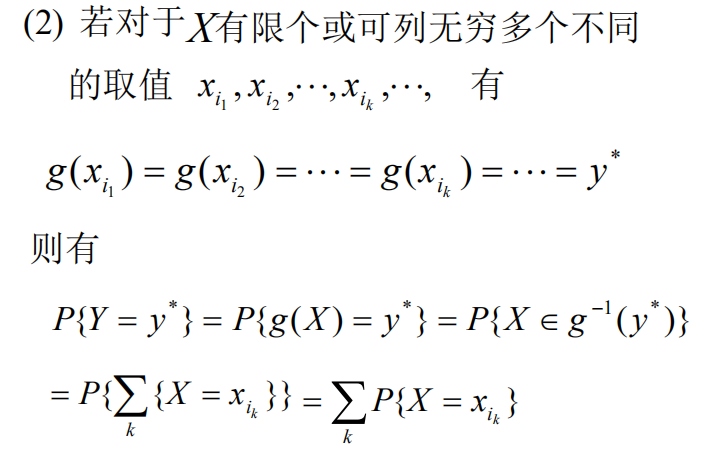 (2) 若对于X有限个或可列无穷多个不同
的取值 x_{i_1}, x_{i_2}, ⋯, x_{i_k}, ⋯, 有
g(x_{i_1}) = g(x_{i_2}) = ⋯ = g(x_{i_k}) = ⋯ = y^*
则有
P{Y = y^*} = P{g(X) = y^*} = P{X ∈ g^{-1}(y^*)}
= P{∑_k {X = x_{i_k}}} = ∑_k P{X = x_{i_k}}